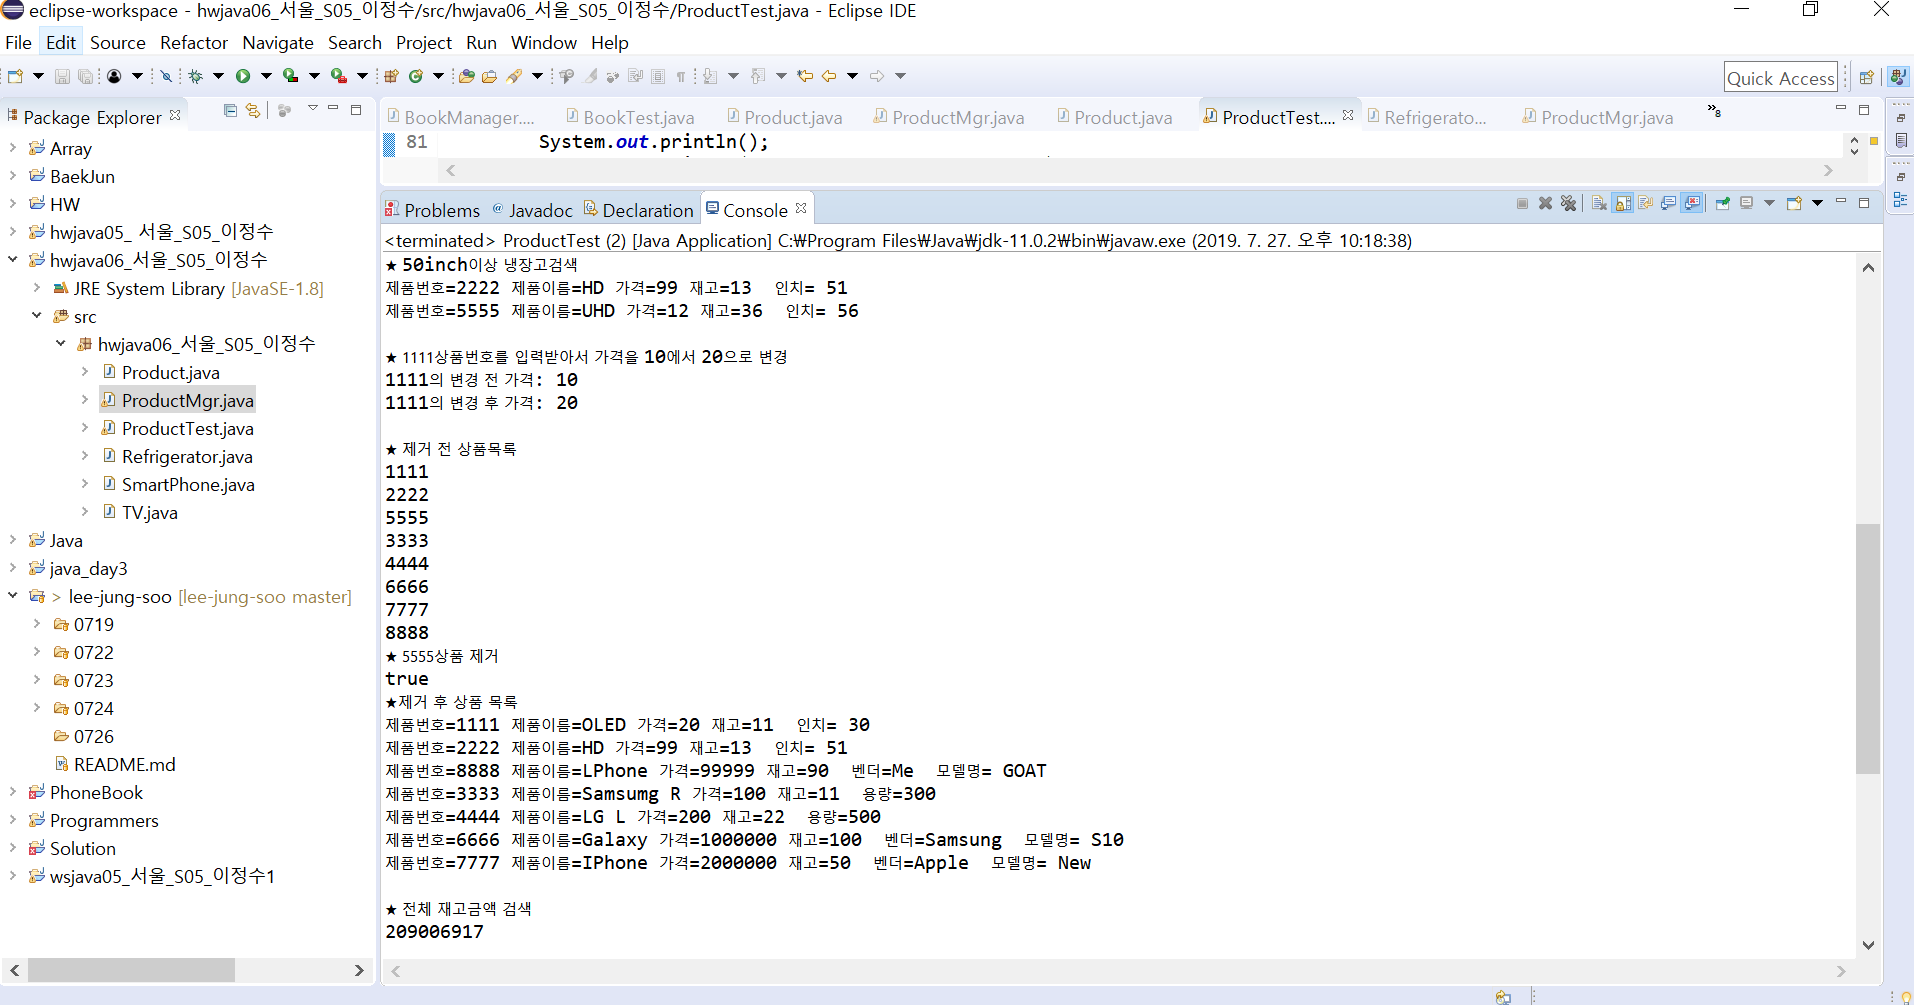 eclipse-workspace - hwjava06_서울_S05_이정수/src/hwjava06_서울_S05_이정수/ProductTest.java - Eclipse IDE
File Edit Source Refactor Navigate Search Project Run Window Help
Quick Access
Package Explorer
Array
BaekJun
HW
hwjava05_ 서울_S05_이정수
hwjava06_서울_S05_이정수
JRE System Library [JavaSE-1.8]
src
hwjava06_서울_S05_이정수
Product.java
ProductMgr.java
ProductTest.java
Refrigerator.java
SmartPhone.java
TV.java
Java
java_day3
> lee-jung-soo [lee-jung-soo master]
0719
0722
0723
0724
0726
README.md
PhoneBook
Programmers
Solution
wsjava05_서울_S05_이정수1
BookManager.... BookTest.java Product.java ProductMgr.java Product.java ProductTest.... Refrigerato... ProductMgr.java »8
81 System.out.println();
Problems @ Javadoc Declaration Console
<terminated> ProductTest (2) [Java Application] C:₩Program Files₩Java₩jdk-11.0.2₩bin₩javaw.exe (2019. 7. 27. 오후 10:18:38)
★ 50inch이상 냉장고검색
제품번호=2222 제품이름=HD 가격=99 재고=13 인치= 51
제품번호=5555 제품이름=UHD 가격=12 재고=36 인치= 56
★ 1111상품번호를 입력받아서 가격을 10에서 20으로 변경
1111의 변경 전 가격: 10
1111의 변경 후 가격: 20
★ 제거 전 상품목록
1111
2222
5555
3333
4444
6666
7777
8888
★ 5555상품 제거
true
★제거 후 상품 목록
제품번호=1111 제품이름=OLED 가격=20 재고=11 인치= 30
제품번호=2222 제품이름=HD 가격=99 재고=13 인치= 51
제품번호=8888 제품이름=LPhone 가격=99999 재고=90 벤더=Me 모델명= GOAT
제품번호=3333 제품이름=Samsumg R 가격=100 재고=11 용량=300
제품번호=4444 제품이름=LG L 가격=200 재고=22 용량=500
제품번호=6666 제품이름=Galaxy 가격=1000000 재고=100 벤더=Samsung 모델명= S10
제품번호=7777 제품이름=IPhone 가격=2000000 재고=50 벤더=Apple 모델명= New
★ 전체 재고금액 검색
209006917